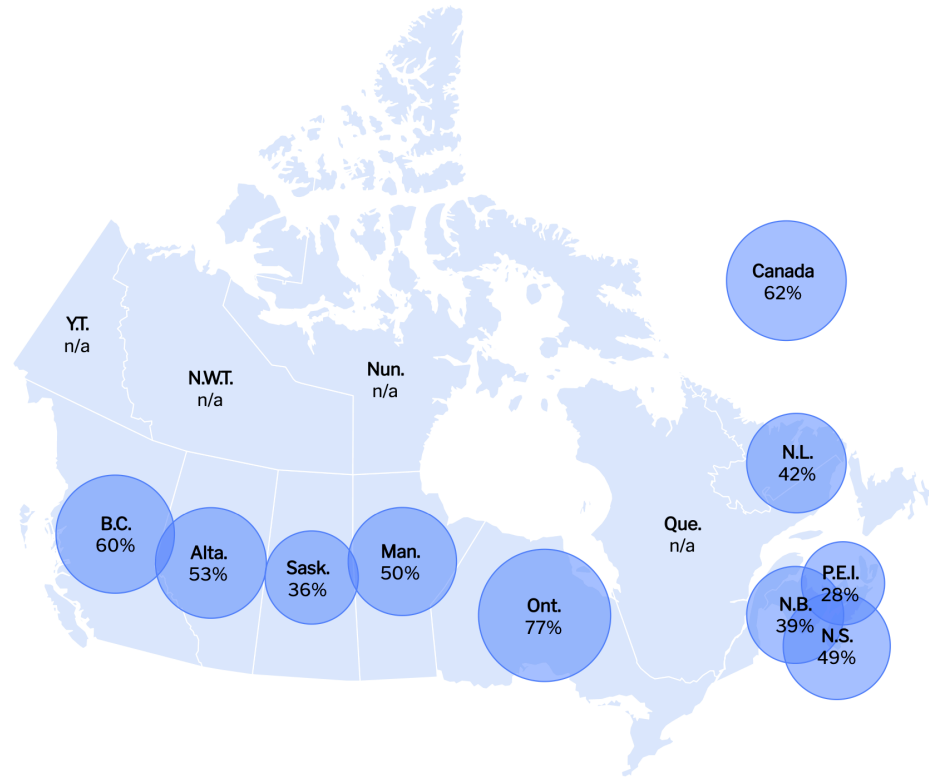 Canada
62%
Y.T.
n/a
N.W.T.
n/a
Nun.
n/a
N.L.
42%
B.C.
60%
Alta.
53%
Sask.
36%
Man.
50%
Ont.
77%
Que.
n/a
P.E.I.
28%
N.B.
39%
N.S.
49%